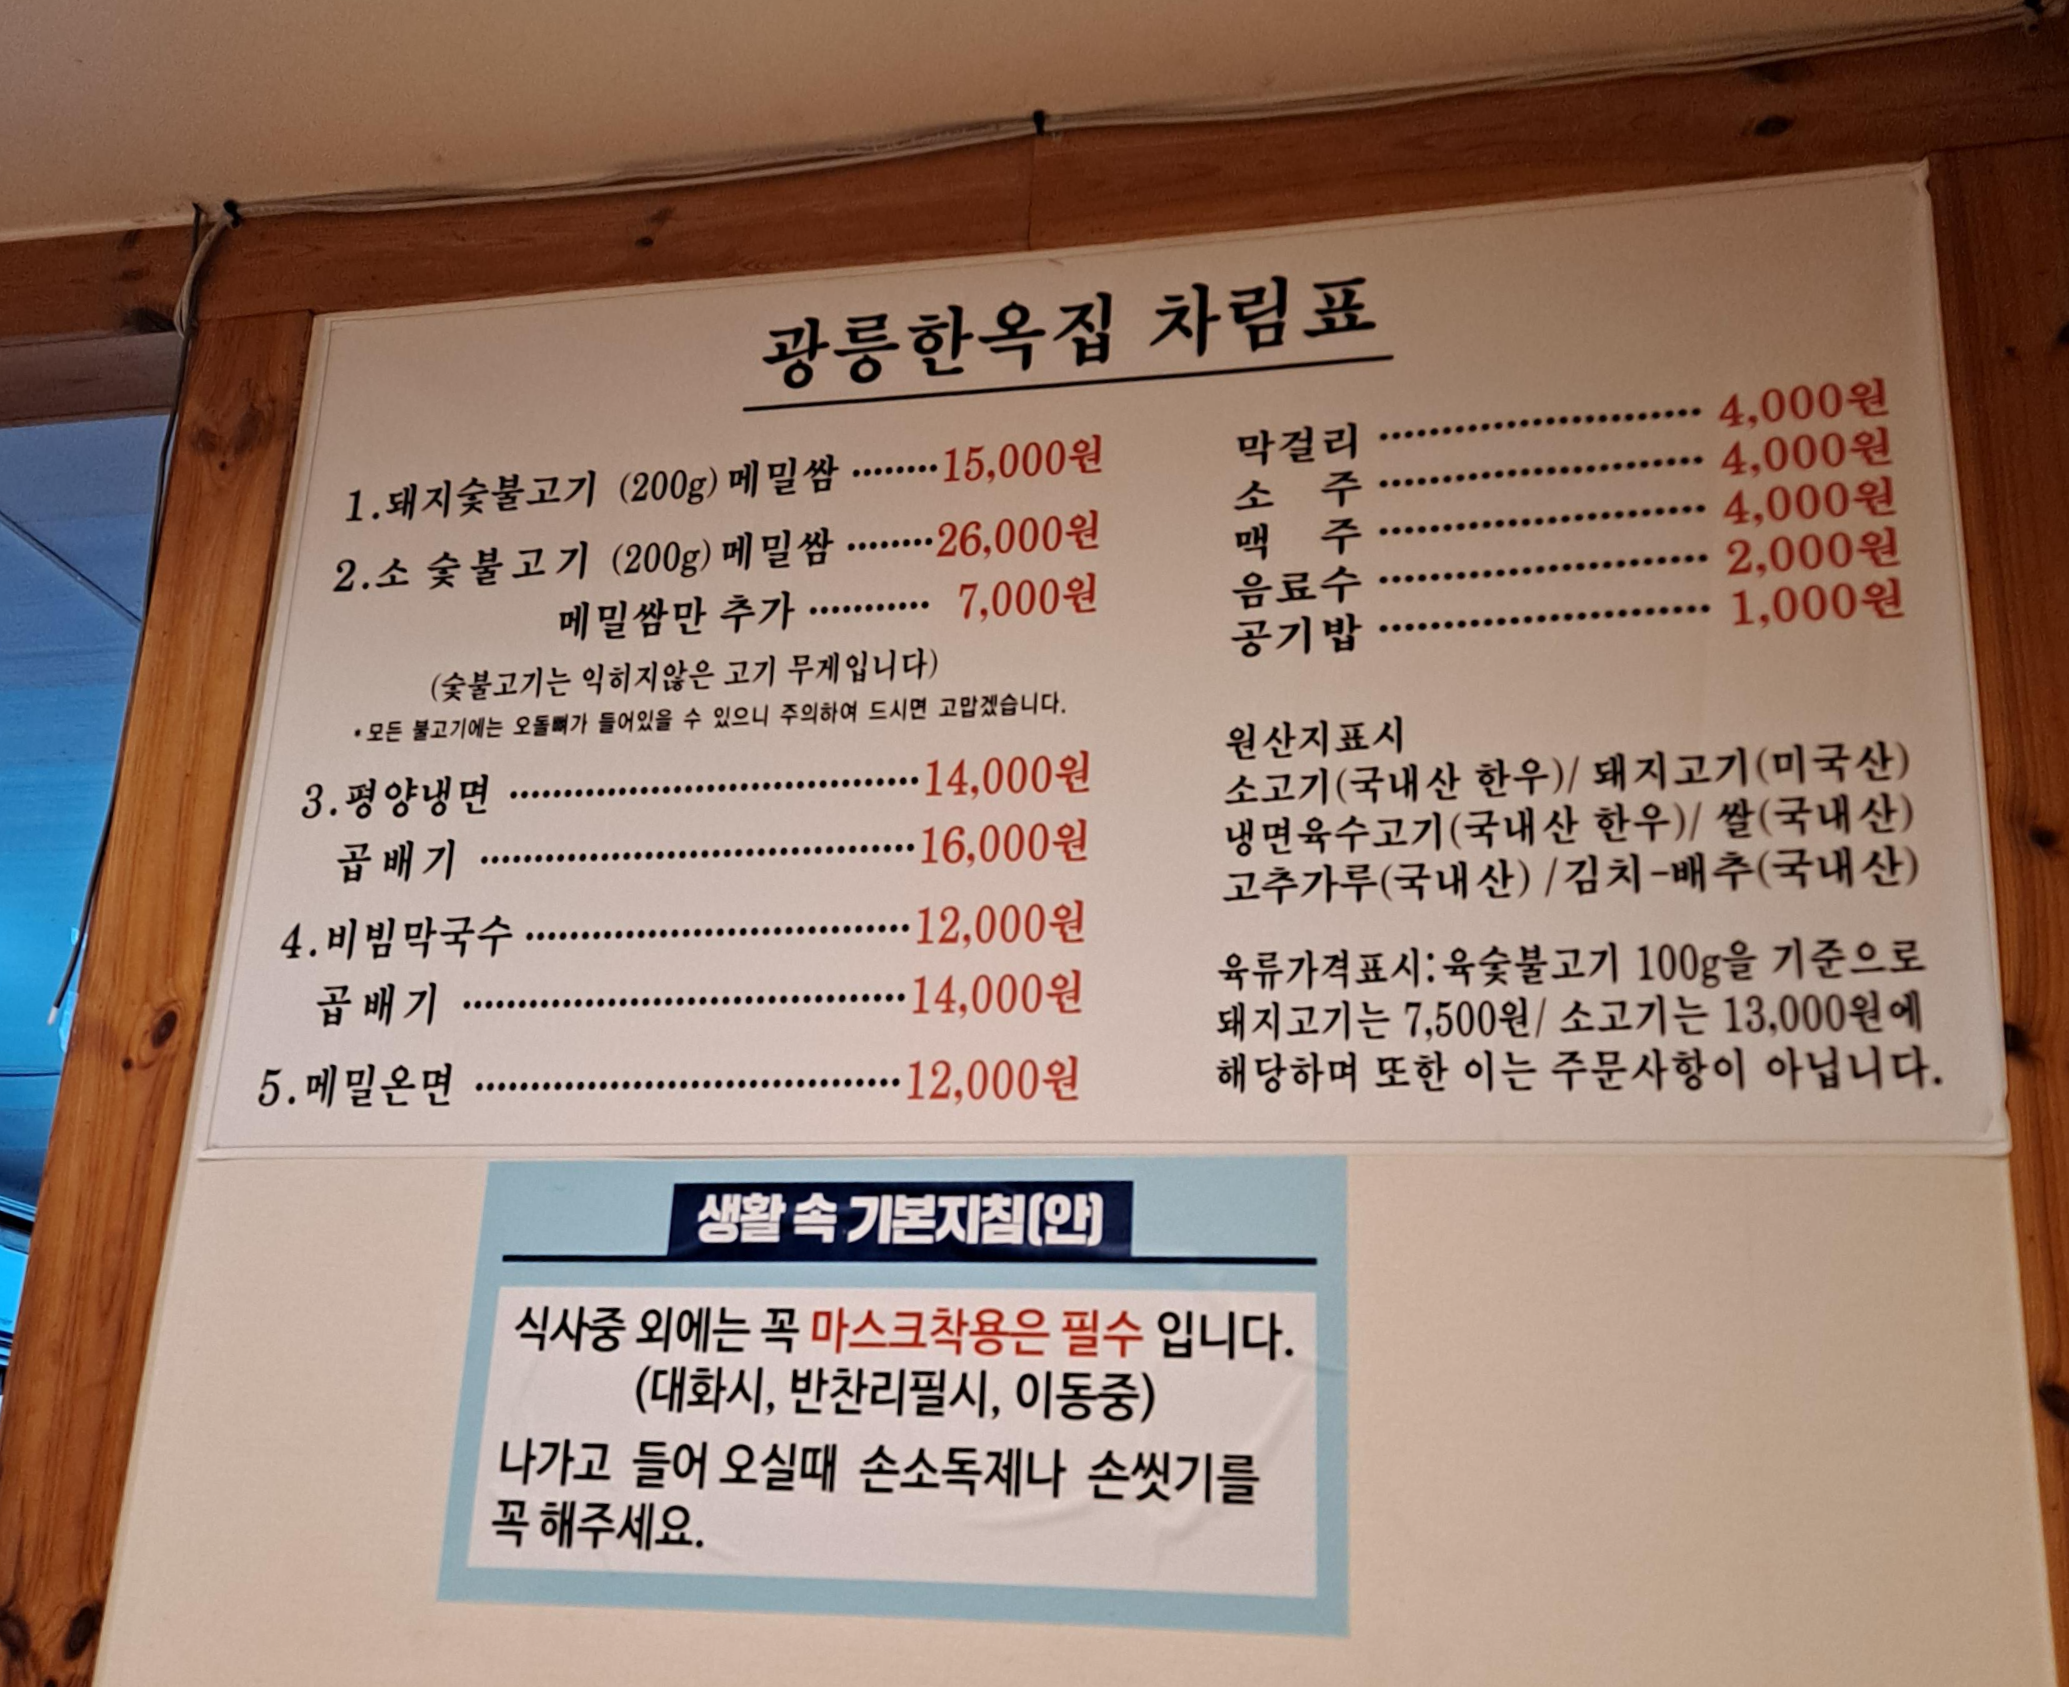 광릉한옥집 차림표
1.돼지숯불고기 (200g)메밀쌈 ········15,000원
2.소 숯불고기 (200g)메밀쌈 ········26,000원
메밀쌈만 추가 ··········· 7,000원
(숯불고기는 익히지않은 고기 무게입니다)
*모든 불고기에는 오돌뼈가 들어있을 수 있으니 주의하여 드시면 고맙겠습니다.
3.평양냉면 ········14,000원
곱배기 ········16,000원
4.비빔막국수 ········12,000원
곱배기 ········14,000원
5.메밀온면 ········12,000원
막걸리 ········ 4,000원
소 주 ········ 4,000원
맥 주 ········ 4,000원
음료수 ········ 2,000원
공기밥 ········ 1,000원
원산지표시
소고기(국내산 한우)/ 돼지고기(미국산)
냉면육수고기(국내산 한우)/ 쌀(국내산)
고추가루(국내산) /김치-배추(국내산)
육류가격표시:육숯불고기 100g을 기준으로
돼지고기는 7,500원/ 소고기는 13,000원에
해당하며 또한 이는 주문사항이 아닙니다.
생활 속 기본지침(안)
식사중 외에는 꼭 마스크착용은 필수 입니다.
(대화시, 반찬리필시, 이동중)
나가고 들어 오실때 손소독제나 손씻기를
꼭 해주세요.